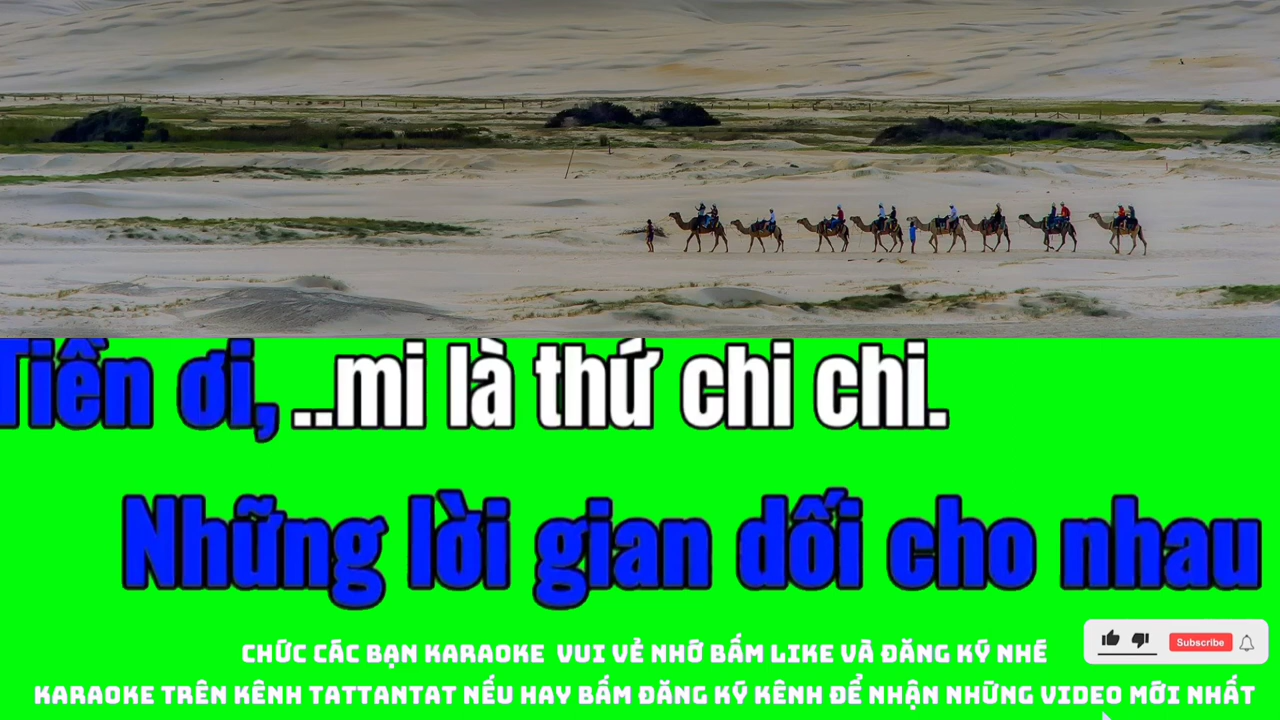 Tiền ơi, ..mi là thứ chi chi.
Những lời gian dối cho nhau
CHỨC CÁC BẠN KARAOKE VUI VẺ NHỠ BẤM LIKE VÀ ĐĂNG KÝ NHÉ
Subscribe
KARAOKE TRÊN KÊNH TATTANTAT NẾU HAY BẤM ĐĂNG KÝ KÊNH ĐỂ NHẬN NHỮNG VIDEO MỚI NHẤT